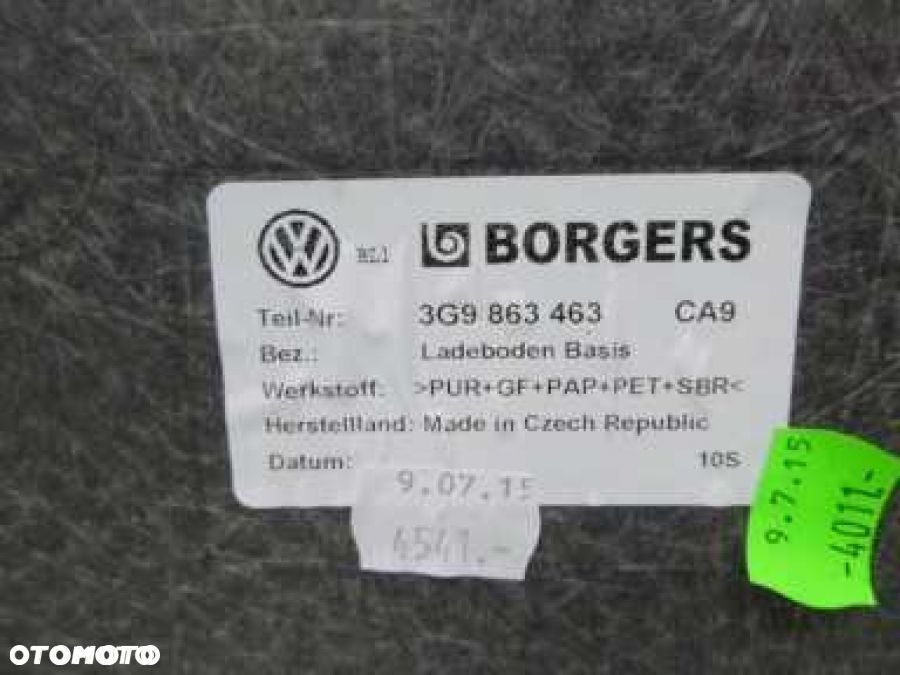 BORGERS
Teil-Nr: 3G9 863 463 CA9
Bez.: Ladeboden Basis
Werkstoff: >PUR+GF+PAP+PET+SBR<
Herstellland: Made in Czech Republic
Datum: 10S
9.07.15
4541.-
9.7.15
-4011-
OTOMOTO